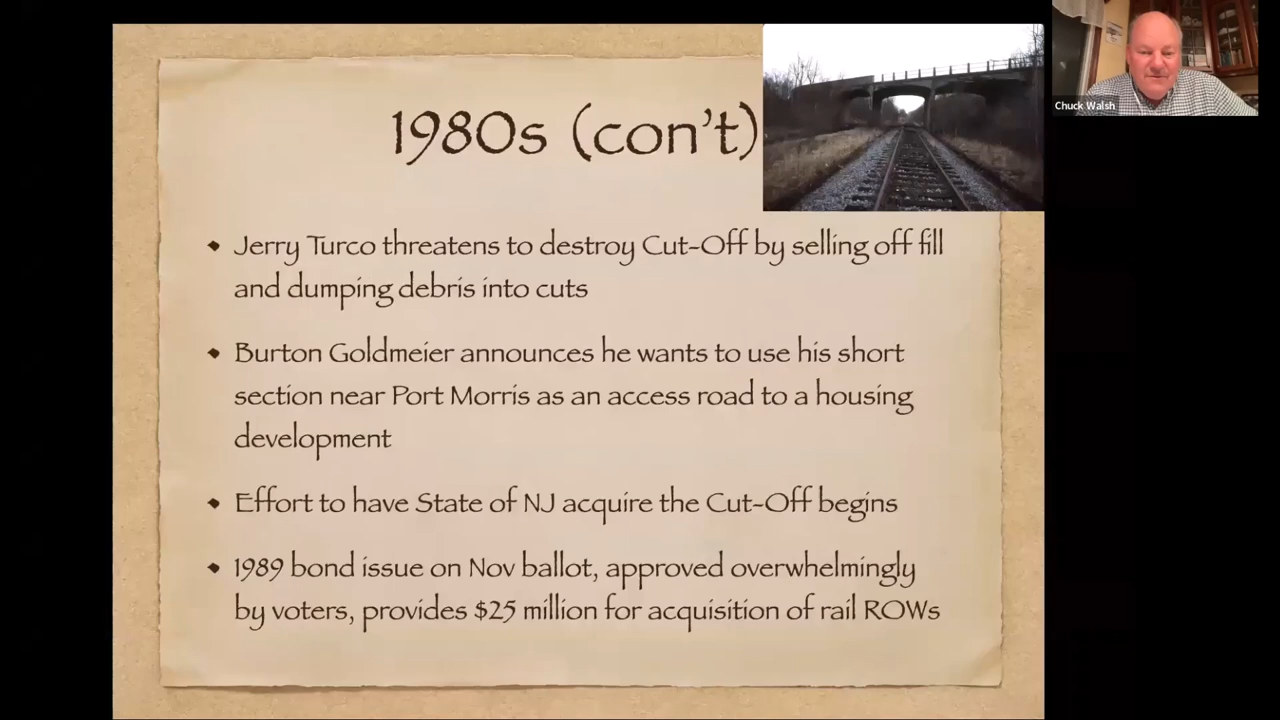 1980s (con't)
Chuck Walsh
Jerry Turco threatens to destroy Cut-Off by selling off fill
and dumping debris into cuts
Burton Goldmeier announces he wants to use his short
section near Port Morris as an access road to a housing
development
Effort to have State of NJ acquire the Cut-Off begins
1989 bond issue on Nov ballot, approved overwhelmingly
by voters, provides $25 million for acquisition of rail ROWs